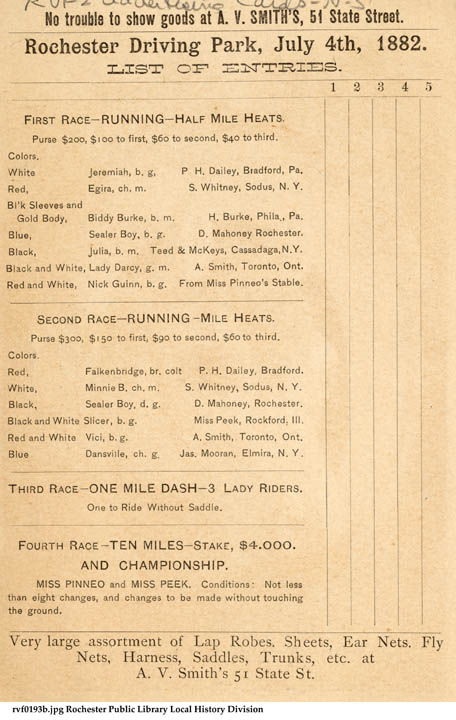 RVF2 Advertising Cards-N-S
No trouble to show goods at A. V. SMITH'S, 51 State Street.
Rochester Driving Park, July 4th, 1882.
LIST OF ENTRIES.
1 2 3 4 5
FIRST RACE—RUNNING—HALF MILE HEATS.
Purse $200, $100 to first, $60 to second, $40 to third.
Colors.
White Jeremiah, b. g, P H. Dailey, Bradford, Pa.
Red, Egira, ch. m. S. Whitney, Sodus, N. Y.
Bl'k Sleeves and
Gold Body, Biddy Burke, b. m. H. Burke, Phila,, Pa.
Blue, Sealer Boy, b. g. D. Mahoney Rochester.
Black, Julia, b. m. Teed & McKeys, Cassadaga,N.Y.
Black and White, Lady Darcy, g. m. A. Smith, Toronto, Ont.
Red and White, Nick Guinn, b. g. From Miss Pinneo's Stable.
SECOND RACE—RUNNING -MILE HEATS.
Purse $300, $150 to first, $90 to second, $60 to third.
Colors.
Red, Falkenbridge, br. colt P. H. Dailey, Bradford.
White, Minnie B, ch. m. S. Whitney, Sodus, N. Y.
Black, Sealer Boy, d. g. D. Mahoney, Rochester.
Black and White Slicer, b. g. Miss Peek, Rockford, Ill.
Red and White Vici, b. g. A. Smith, Toronto, Ont.
Blue Dansville, ch. g. Jas. Mooran, Elmira, N. Y.
THIRD RACE—ONE MILE DASH—3 LADY RIDERS.
One to Ride Without Saddle.
FOURTH RACE—TEN MILES—STAKE, $4.000.
AND CHAMPIONSHIP.
MISS PINNEO and MISS PEEK. Conditions: Not less
than eight changes, and changes to be made without touching
the ground.
Very large assortment of Lap Robes. Sheets, Ear Nets. Fly
Nets, Harness, Saddles, Trunks, etc. at
A. V. Smith's 51 State St.
rvf0193b.jpg Rochester Public Library Local History Division